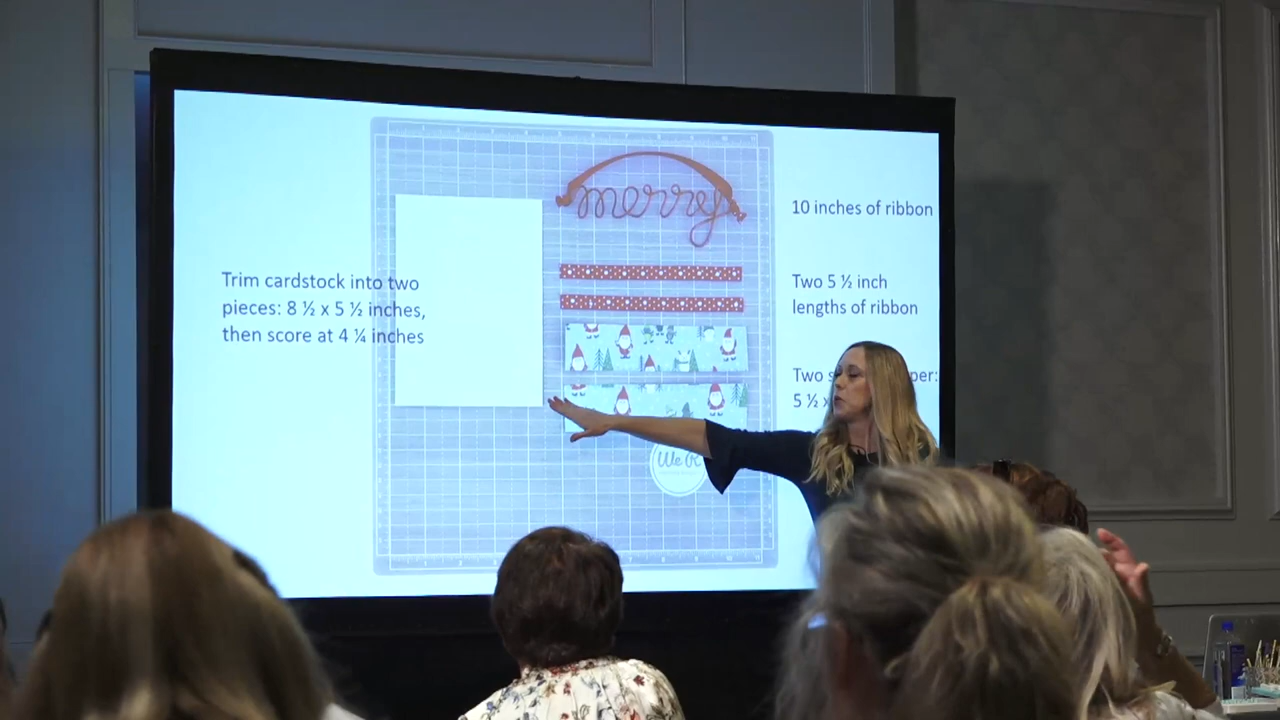 merry
10 inches of ribbon
Trim cardstock into two
pieces: 8 ½ x 5 ½ inches,
then score at 4 ¼ inches
Two 5 ½ inch
lengths of ribbon
Two
per:
5 ½ x
We R